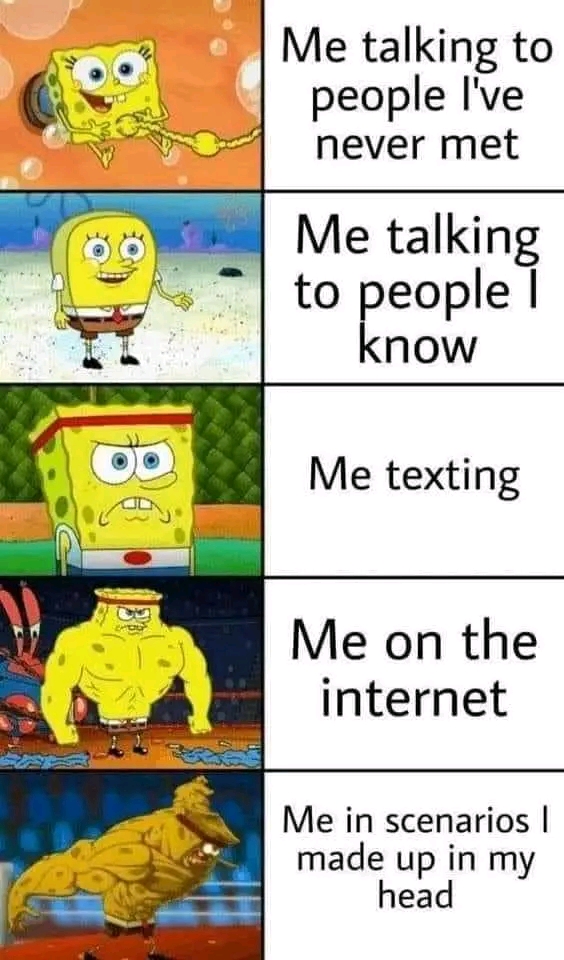 Me talking to
people I've
never met
Me talking
to people I
know
Me texting
Me on the
internet
Me in scenarios I
made up in my
head